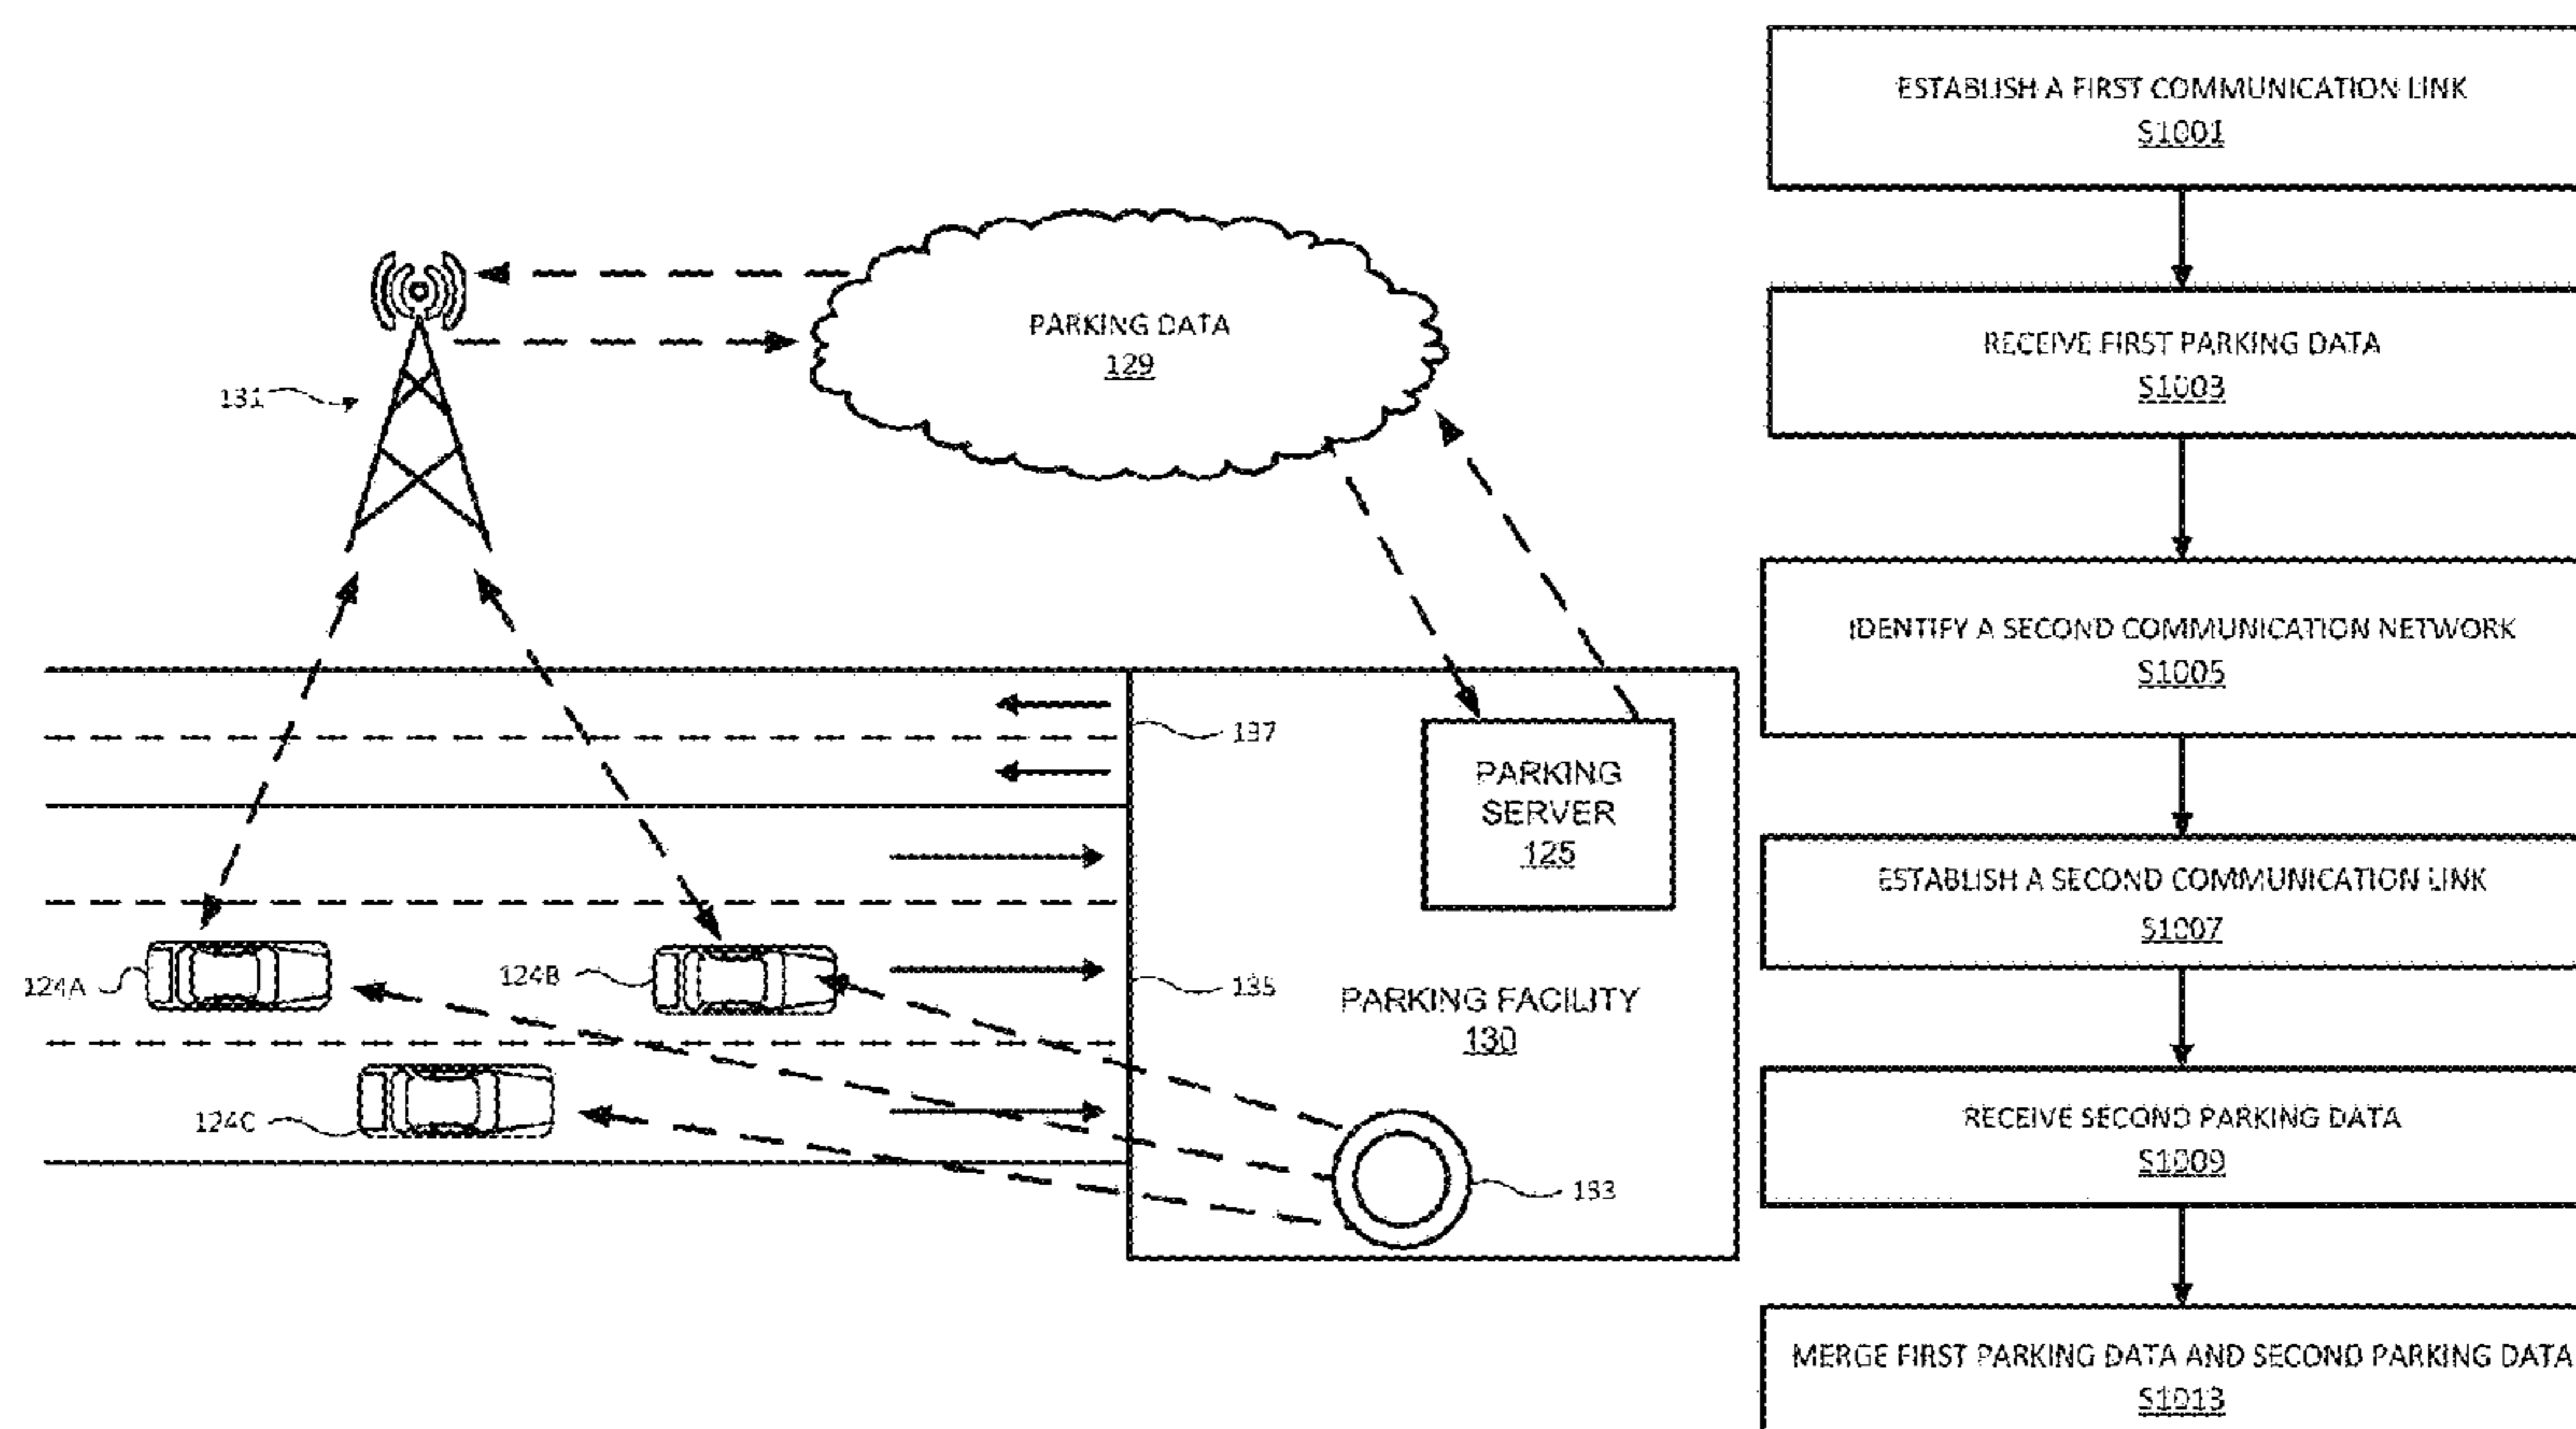 PARKING DATA
129
131
137
PARKING
SERVER
125
124A
124B
135
PARKING FACILITY
130
124C
133
ESTABLISH A FIRST COMMUNICATION LINK
S1001
RECEIVE FIRST PARKING DATA
S1003
IDENTIFY A SECOND COMMUNICATION NETWORK
S1005
ESTABLISH A SECOND COMMUNICATION LINK
S1007
RECEIVE SECOND PARKING DATA
S1009
MERGE FIRST PARKING DATA AND SECOND PARKING DATA
S1013